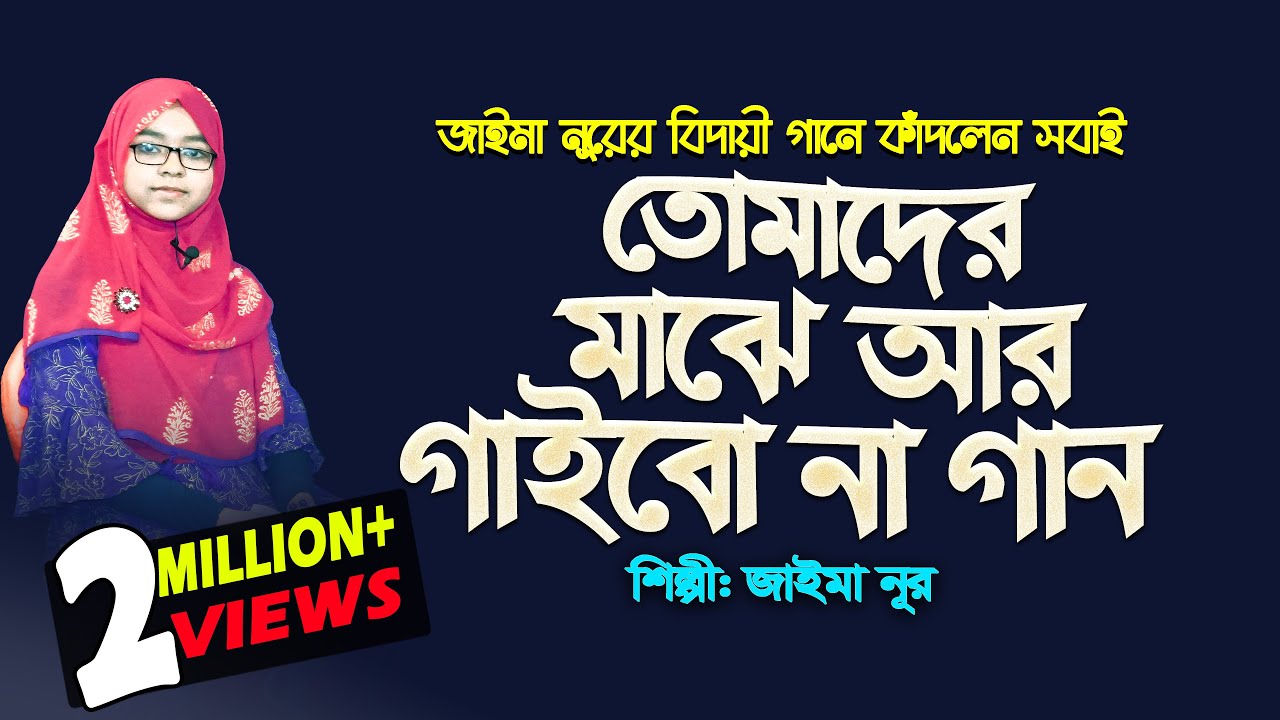 জাইমা নুরের বিদায়ী গানে কাঁদলেন সবাই
তোমাদের
মাঝে আর
গাইবো না গান
শিল্পী: জাইমা নূর
2 MILLION+
VIEWS